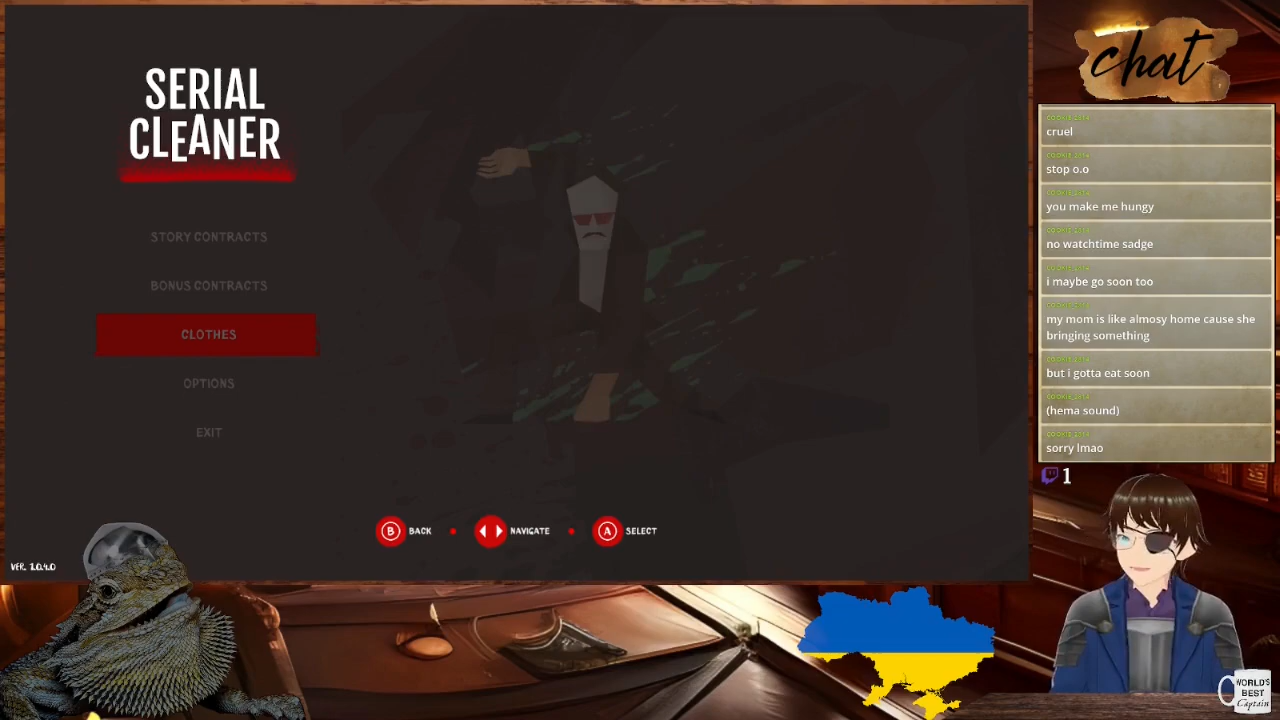 SERIAL
CLEANER
STORY CONTRACTS
BONUS CONTRACTS
CLOTHES
OPTIONS
EXIT
B BACK
NAVIGATE
A SELECT
VER. 1.0.4.0
chat
cruel
stop o.o
you make me hungy
no watchtime sadge
i maybe go soon too
my mom is like almosy home cause she
bringing something
but i gotta eat soon
(hema sound)
sorry lmao
1
WORLD'S
BEST
Captain